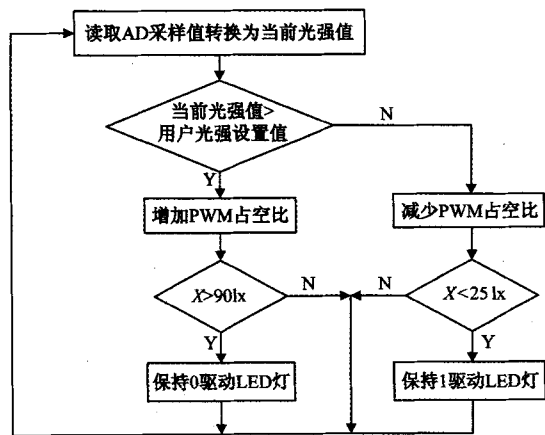 读取AD采样值转换为当前光强值
当前光强值>
用户光强设置值
N
Y
增加PWM占空比
减少PWM占空比
X>90lx
N
N
X<25 lx
Y
Y
保持0驱动LED灯
保持1驱动LED灯